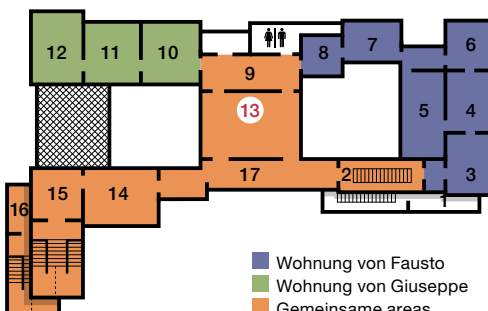 12 11 10 8 7 6
9
13 5 4
17 2 3
15 14
16
1
Wohnung von Fausto
Wohnung von Giuseppe
Gemeinsame areas